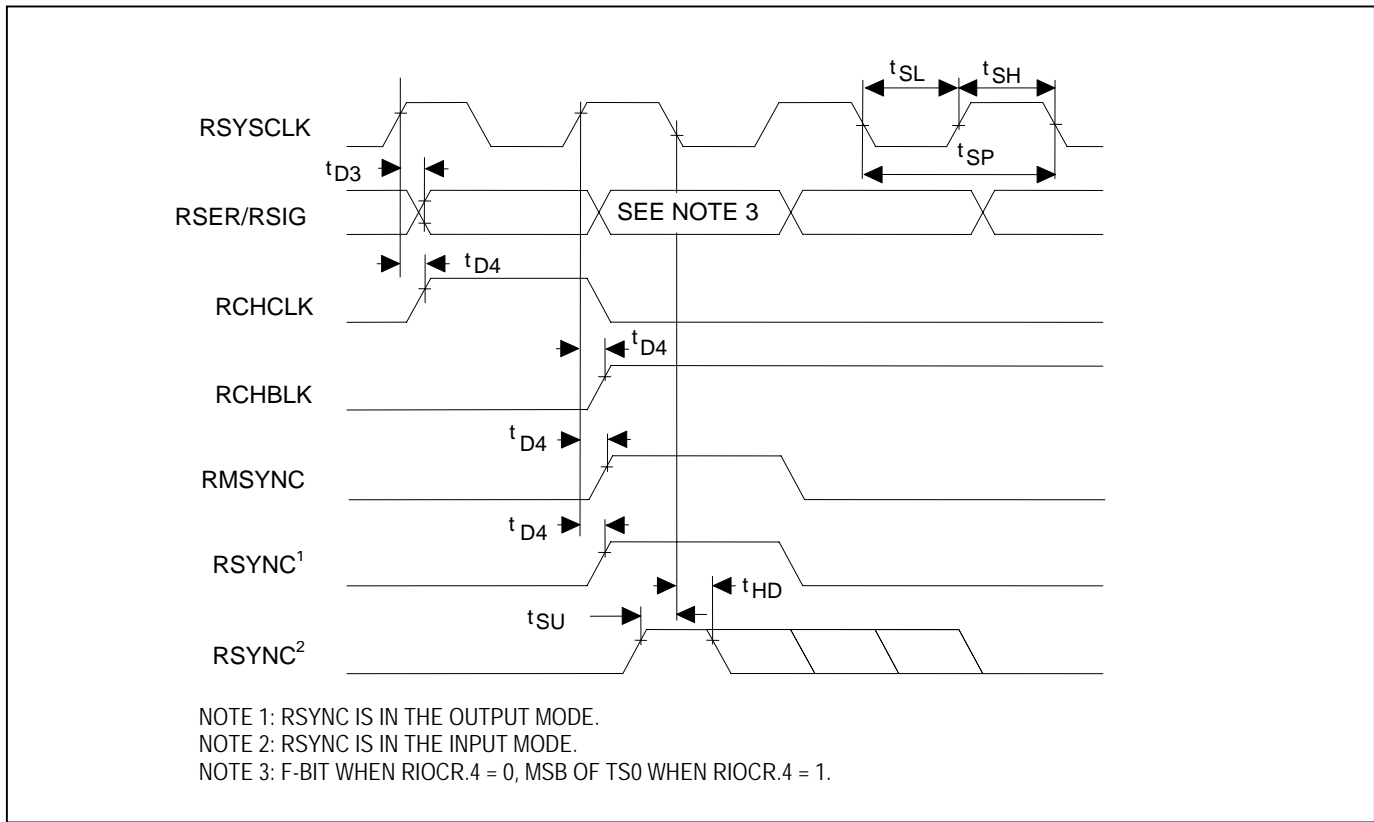 tSL tSH
RSYSCLK
tSP
tD3
RSER/RSIG SEE NOTE 3
tD4
RCHCLK
tD4
RCHBLK
tD4
RMSYNC
tD4
RSYNC1
tHD
tSU
RSYNC2
NOTE 1: RSYNC IS IN THE OUTPUT MODE.
NOTE 2: RSYNC IS IN THE INPUT MODE.
NOTE 3: F-BIT WHEN RIOCR.4 = 0, MSB OF TS0 WHEN RIOCR.4 = 1.